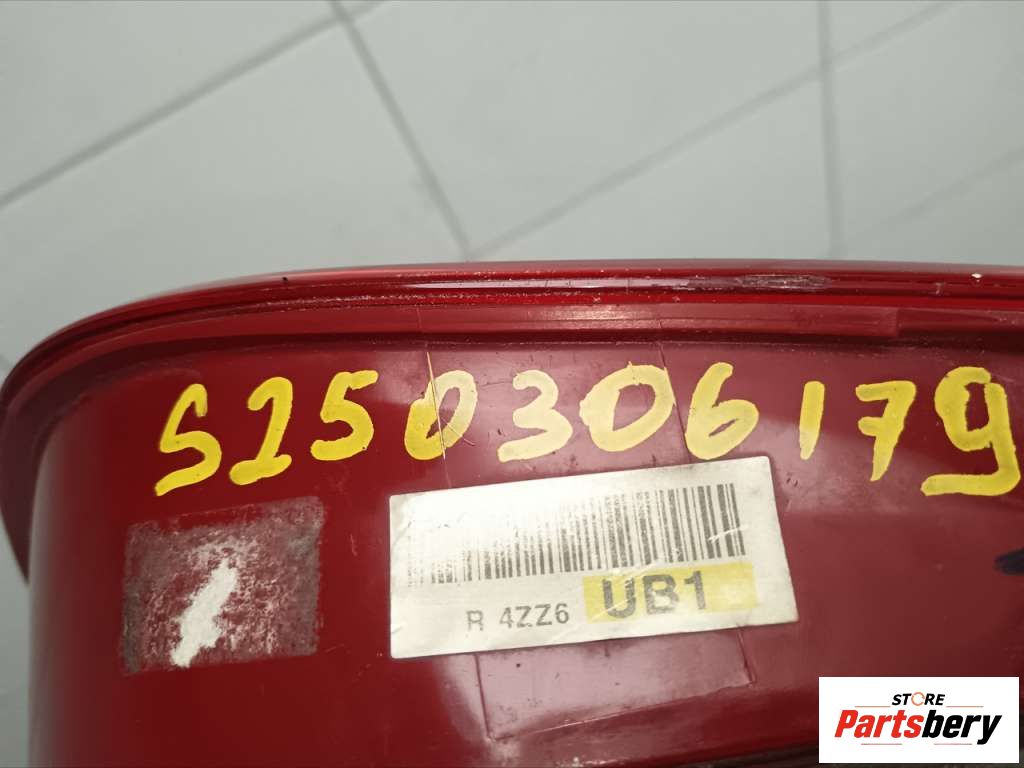 S250306179
R 4ZZ6 UB1
STORE
Partsbery